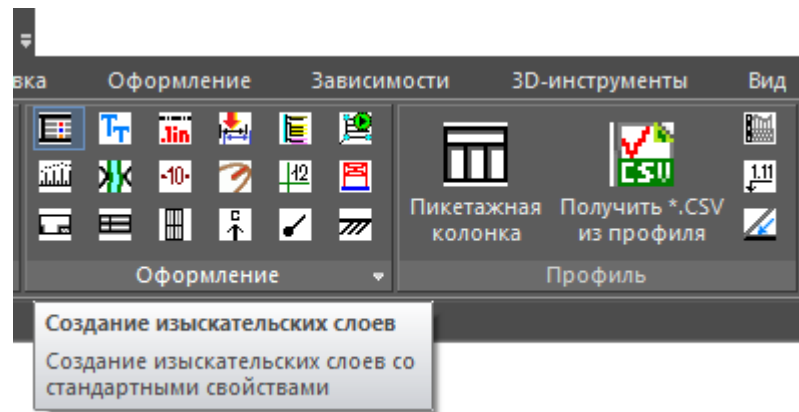 вка Оформление Зависимости 3D-инструменты Вид
Tт .lin
-10- 12 1.11
CSV
Пикетажная колонка
Получить *.CSV из профиля
Оформление Профиль
Создание изыскательских слоев
Создание изыскательских слоев со
стандартными свойствами